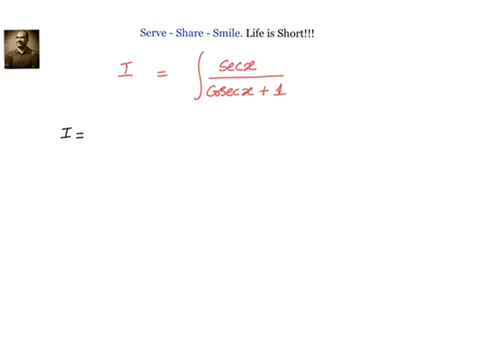 Serve - Share - Smile. Life is Short!!!
I = ∫ secx / (Cosecx + 1)
I =